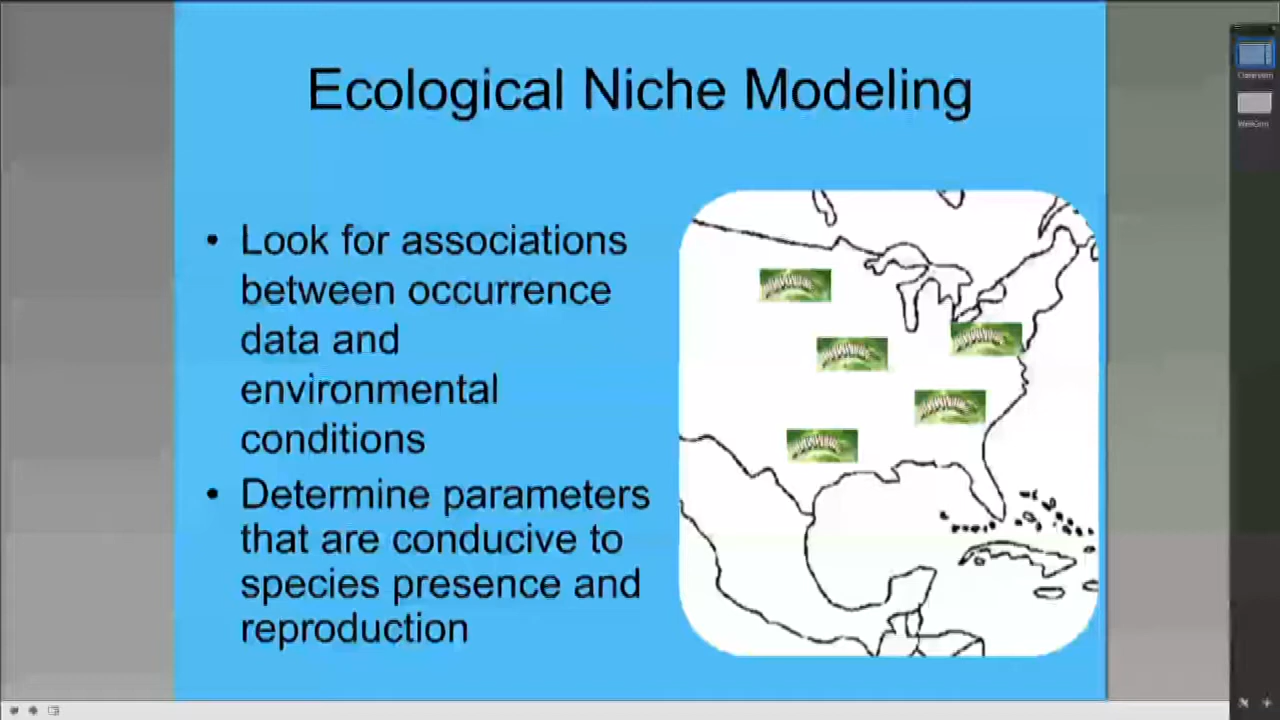 Ecological Niche Modeling
• Look for associations
between occurrence
data and
environmental
conditions
• Determine parameters
that are conducive to
species presence and
reproduction
Classroom